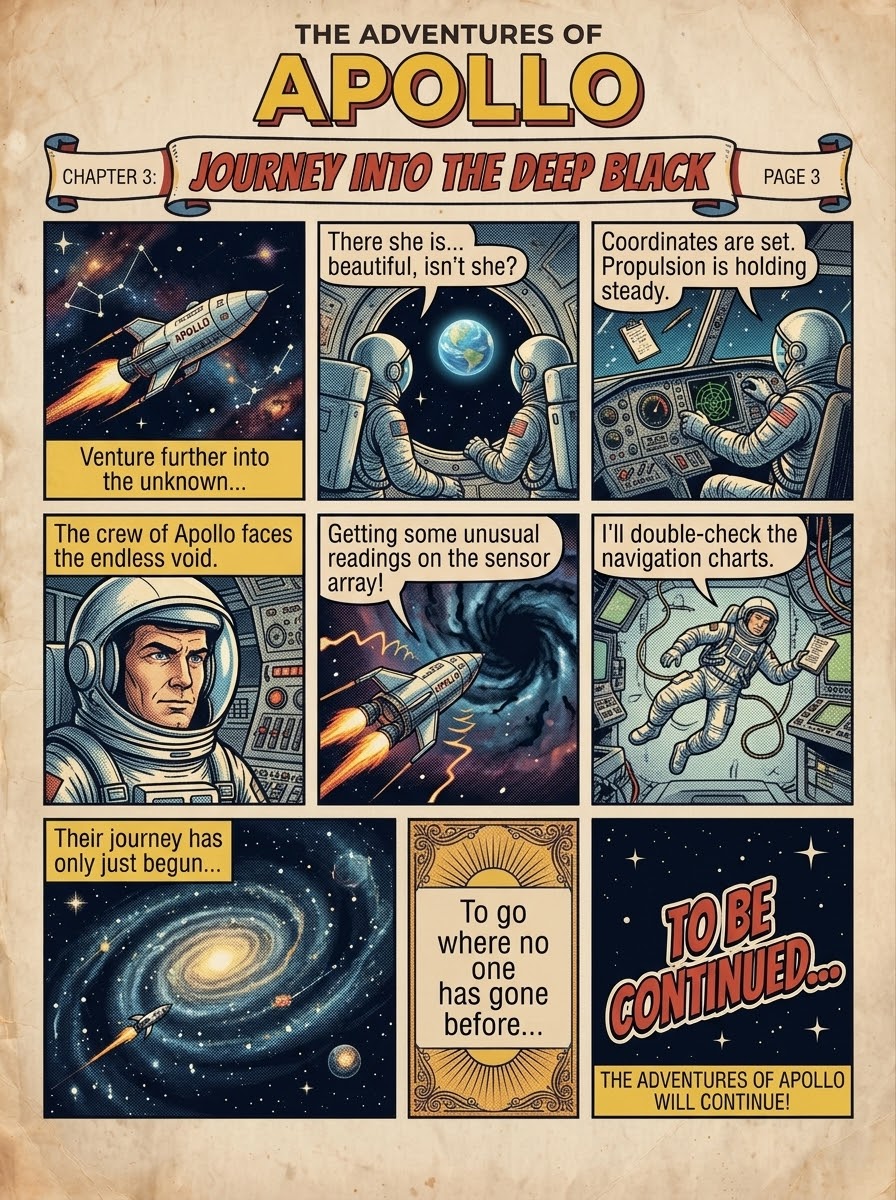 THE ADVENTURES OF
APOLLO
CHAPTER 3:
JOURNEY INTO THE DEEP BLACK
PAGE 3
APOLLO
Venture further into
the unknown...
There she is...
beautiful, isn't she?
Coordinates are set.
Propulsion is holding
steady.
The crew of Apollo faces
the endless void.
Getting some unusual
readings on the sensor
array!
APOLLO
I'll double-check the
navigation charts.
Their journey has
only just begun...
To go
where no
one
has gone
before...
TO BE
CONTINUED...
THE ADVENTURES OF APOLLO
WILL CONTINUE!